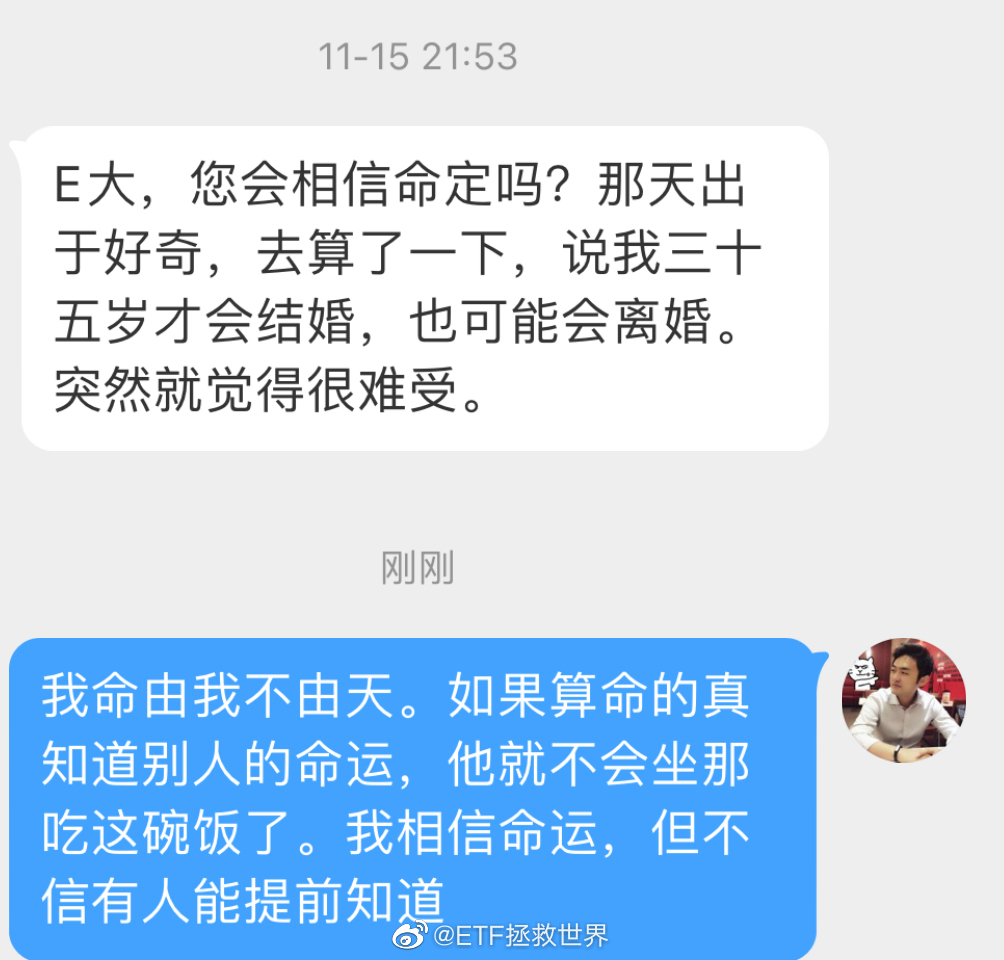 11-15 21:53
E大，您会相信命定吗？那天出
于好奇，去算了一下，说我三十
五岁才会结婚，也可能会离婚。
突然就觉得很难受。
刚刚
我命由我不由天。如果算命的真
知道别人的命运，他就不会坐那
吃这碗饭了。我相信命运，但不
信有人能提前知道
@ETF拯救世界